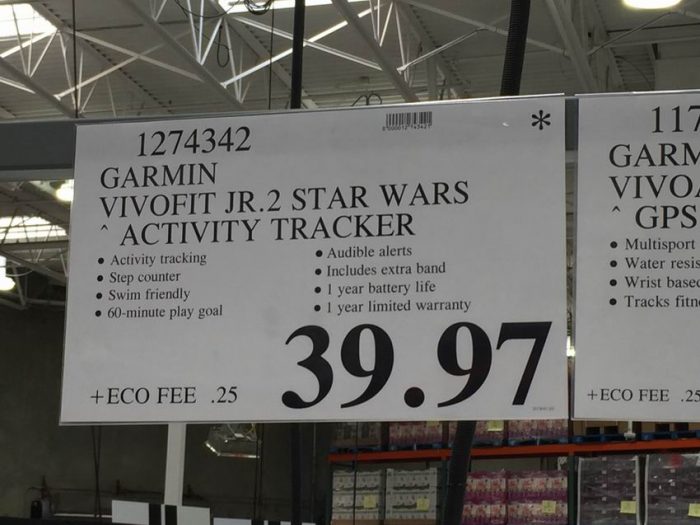 1274342
*
GARMIN
VIVOFIT JR.2 STAR WARS
^ ACTIVITY TRACKER
• Activity tracking
• Step counter
• Swim friendly
• 60-minute play goal
• Audible alerts
• Includes extra band
• 1 year battery life
• 1 year limited warranty
+ECO FEE .25
39.97
117
GARM
VIVOA
^ GPS
• Multisport
• Water resis
• Wrist based
• Tracks fitn
+ECO FEE .25